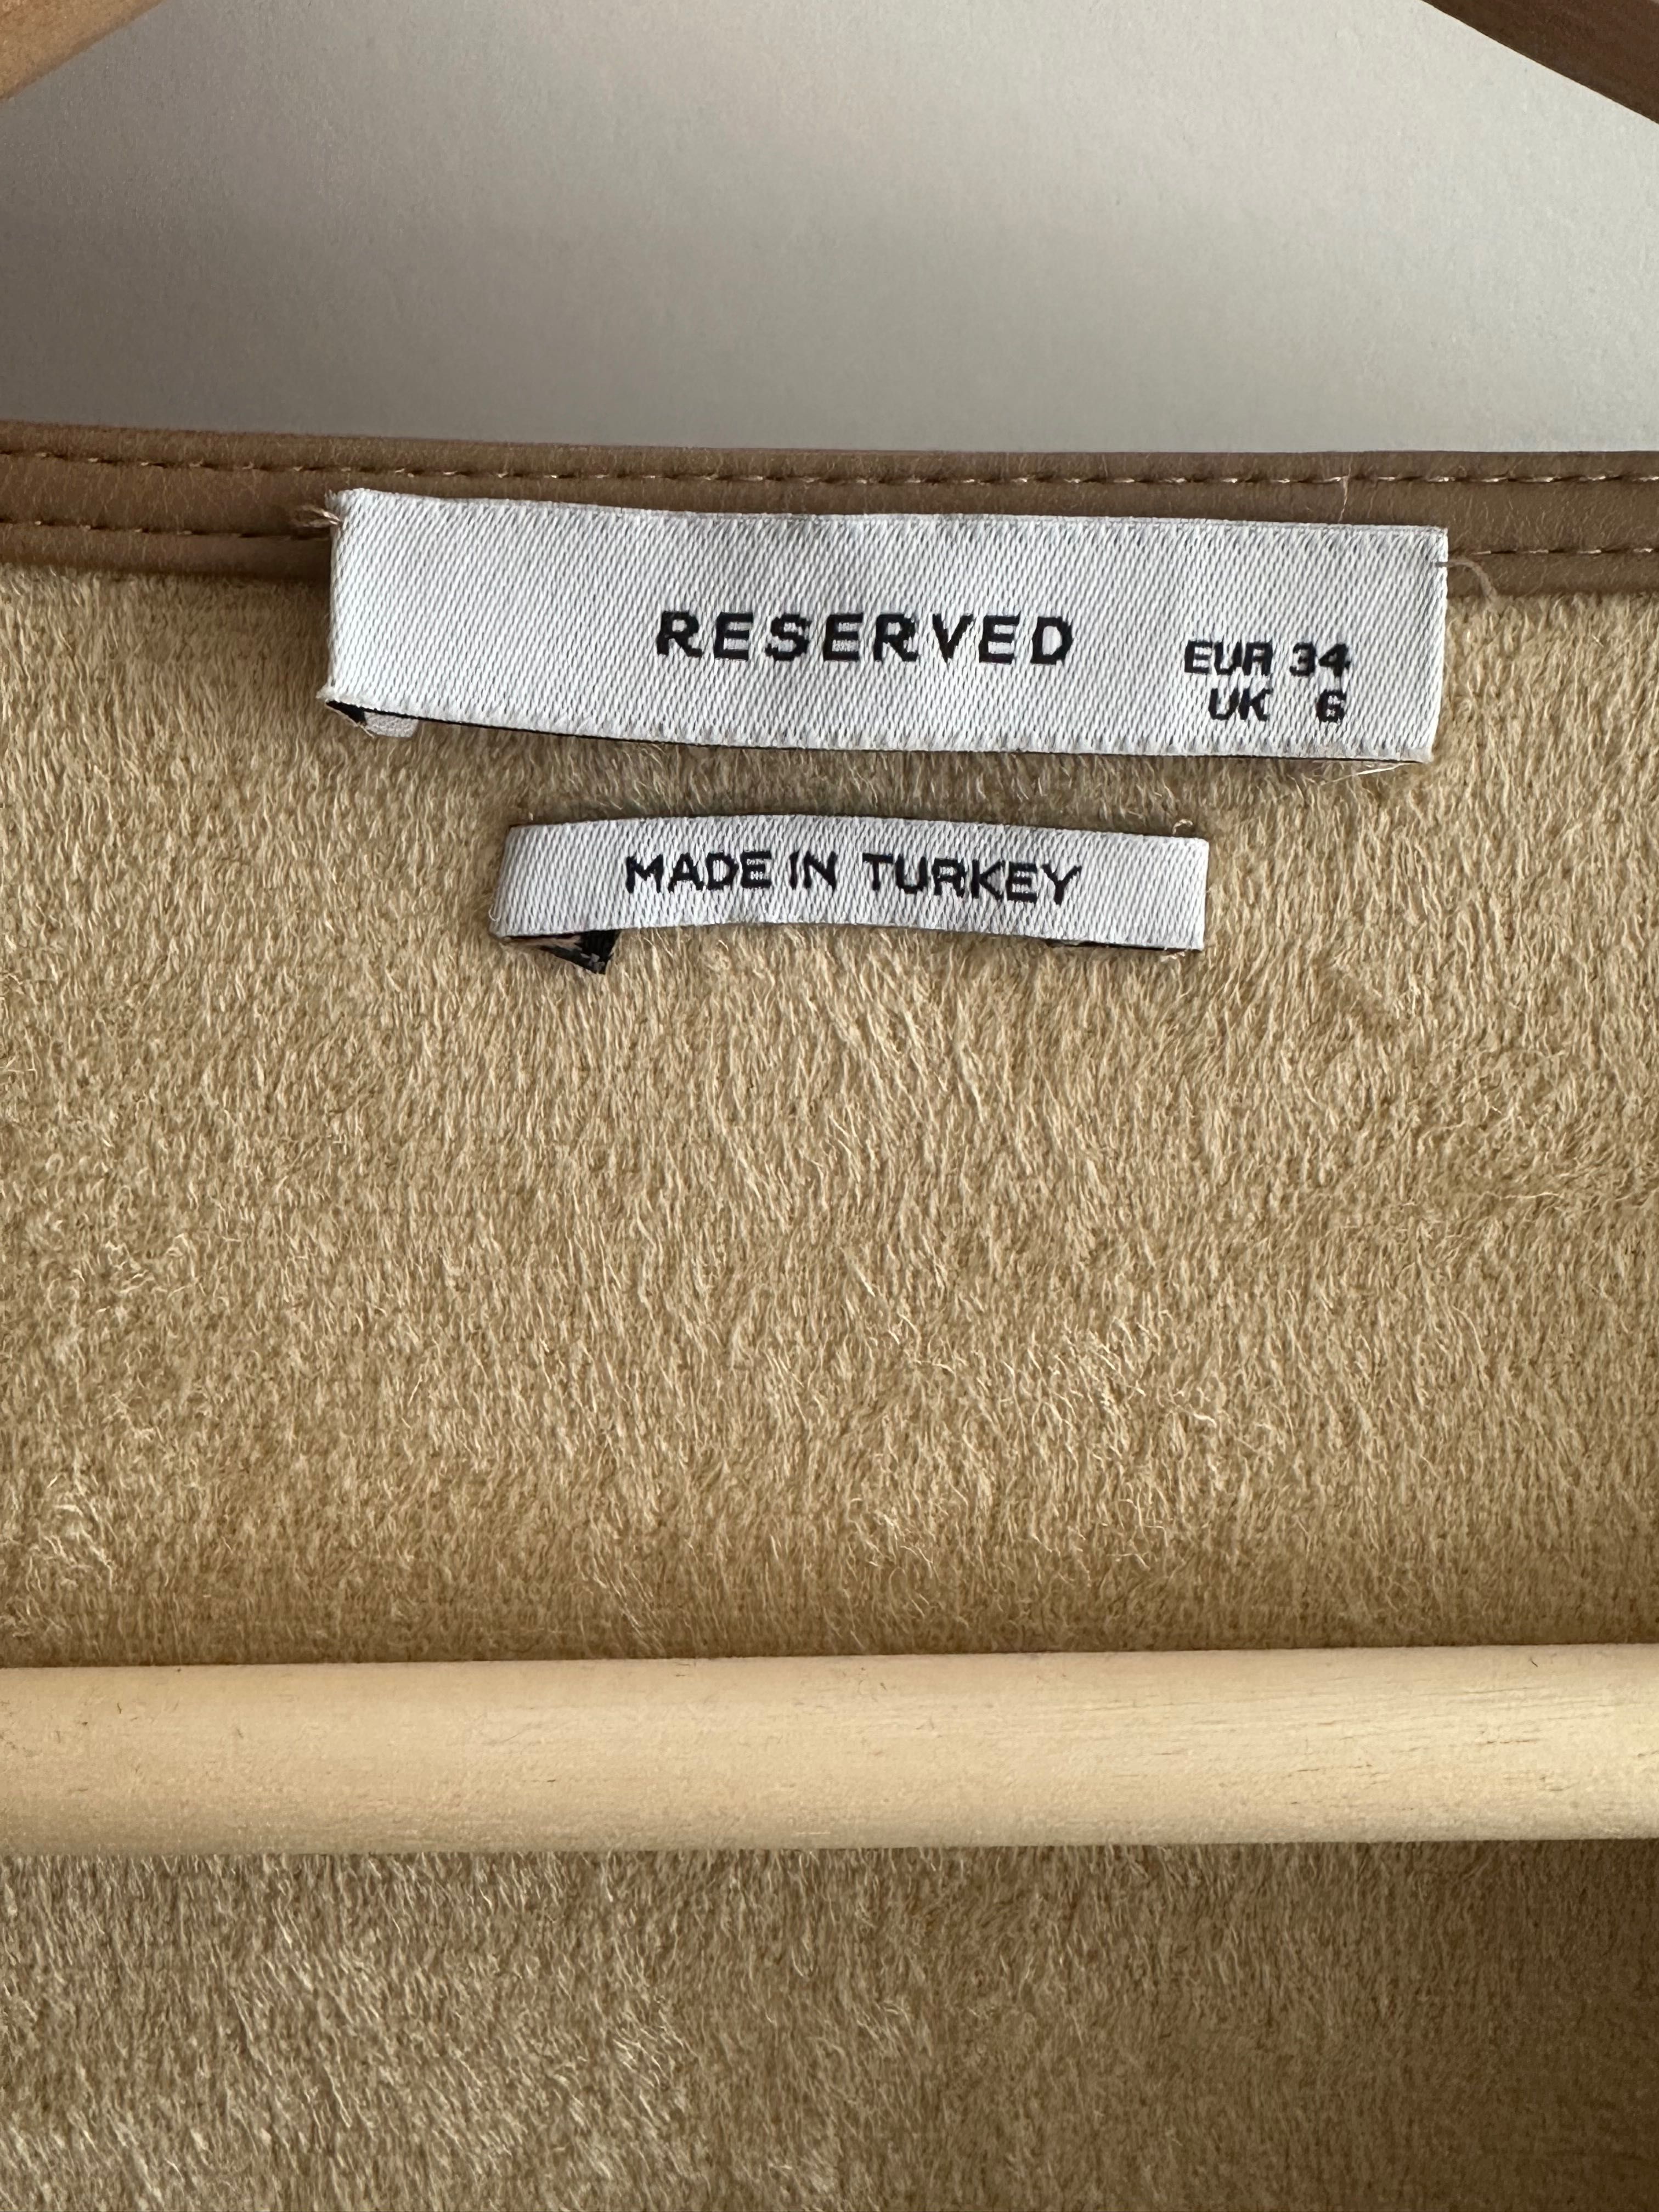 RESERVED
EUR 34
UK 6
MADE IN TURKEY